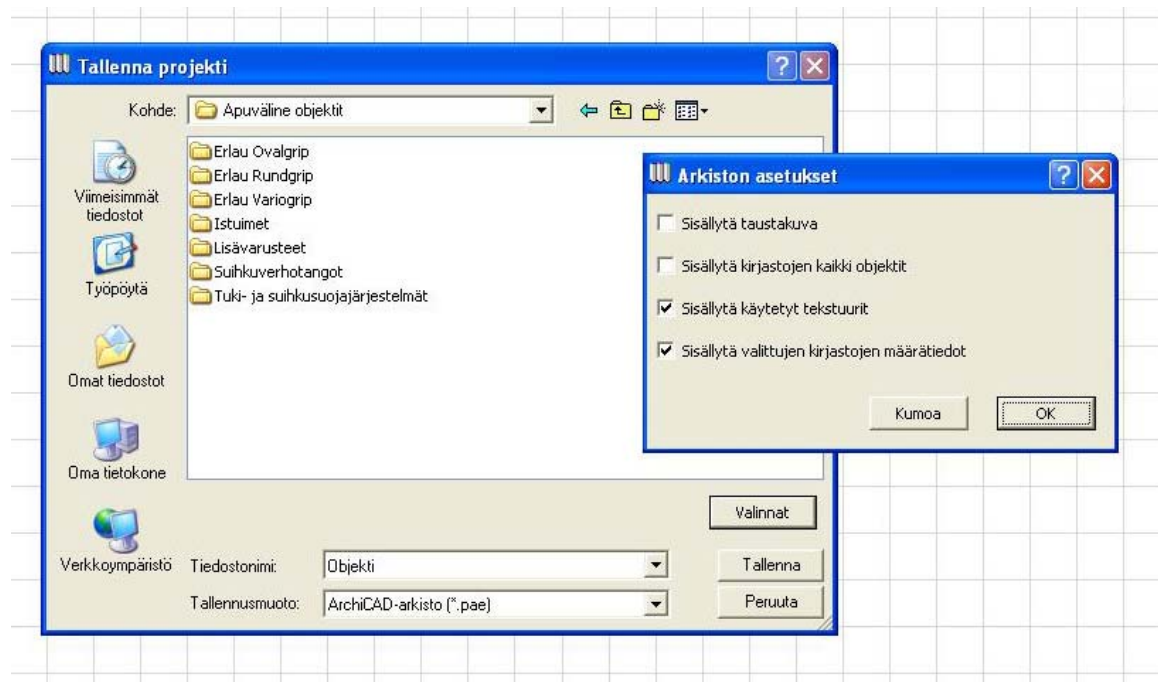 Tallenna projekti
Kohde: Apuväline objektit
Viimeisimmät
tiedostot
Työpöytä
Omat tiedostot
Oma tietokone
Verkkoympäristö
Erlau Ovalgrip
Erlau Rundgrip
Erlau Variogrip
Istuimet
Lisävarusteet
Suihkuverhotangot
Tuki- ja suihkusuojajärjestelmät
Valinnat
Tiedostonimi: Objekti
Tallenna
Tallennusmuoto: ArchiCAD-arkisto (*.pae)
Peruuta
Arkiston asetukset
Sisällytä taustakuva
Sisällytä kirjastojen kaikki objektit
Sisällytä käytetyt tekstuurit
Sisällytä valittujen kirjastojen määrätiedot
Kumoa
OK